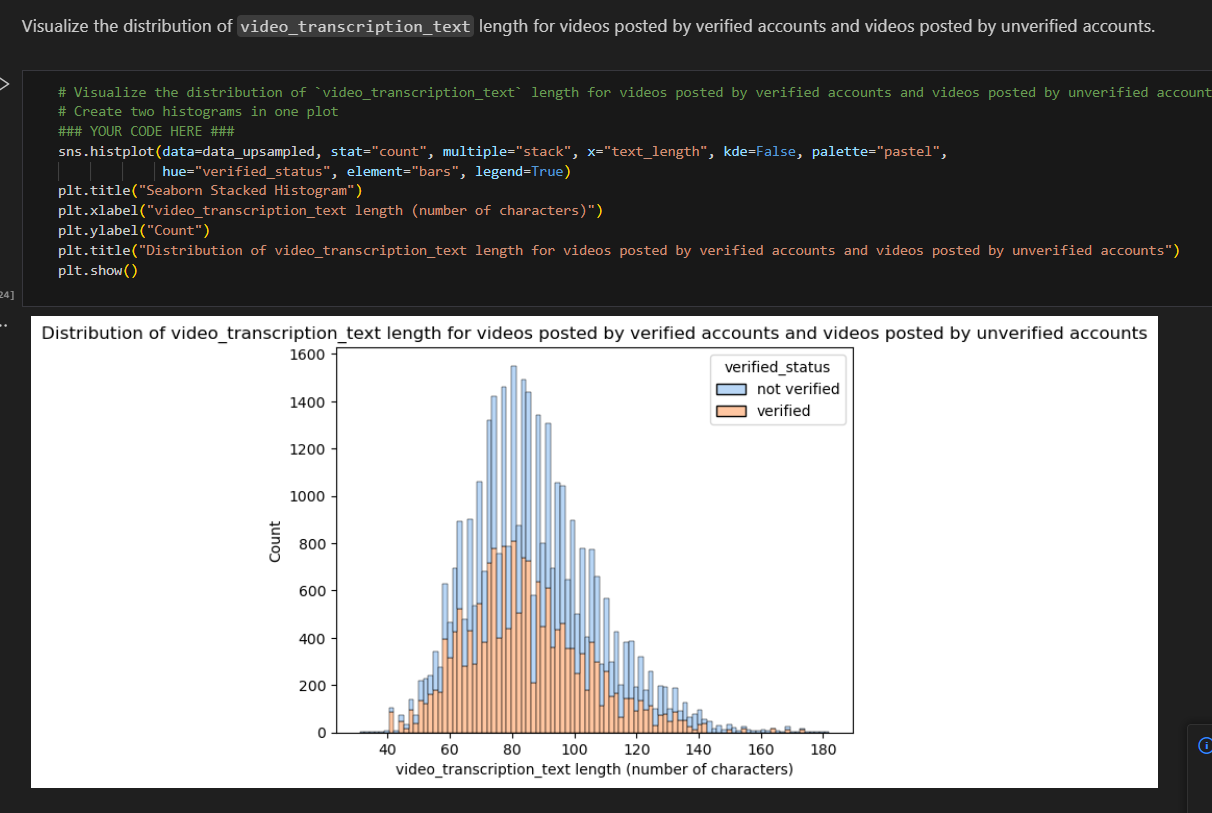 Visualize the distribution of video_transcription_text length for videos posted by verified accounts and videos posted by unverified accounts.
# Visualize the distribution of `video_transcription_text` length for videos posted by verified accounts and videos posted by unverified account
# Create two histograms in one plot
### YOUR CODE HERE ###
sns.histplot(data=data_upsampled, stat="count", multiple="stack", x="text_length", kde=False, palette="pastel",
hue="verified_status", element="bars", legend=True)
plt.title("Seaborn Stacked Histogram")
plt.xlabel("video_transcription_text length (number of characters)")
plt.ylabel("Count")
plt.title("Distribution of video_transcription_text length for videos posted by verified accounts and videos posted by unverified accounts")
plt.show()
24]
Distribution of video_transcription_text length for videos posted by verified accounts and videos posted by unverified accounts
verified_status
not verified
verified
Count
1600
1400
1200
1000
800
600
400
200
0
40 60 80 100 120 140 160 180
video_transcription_text length (number of characters)